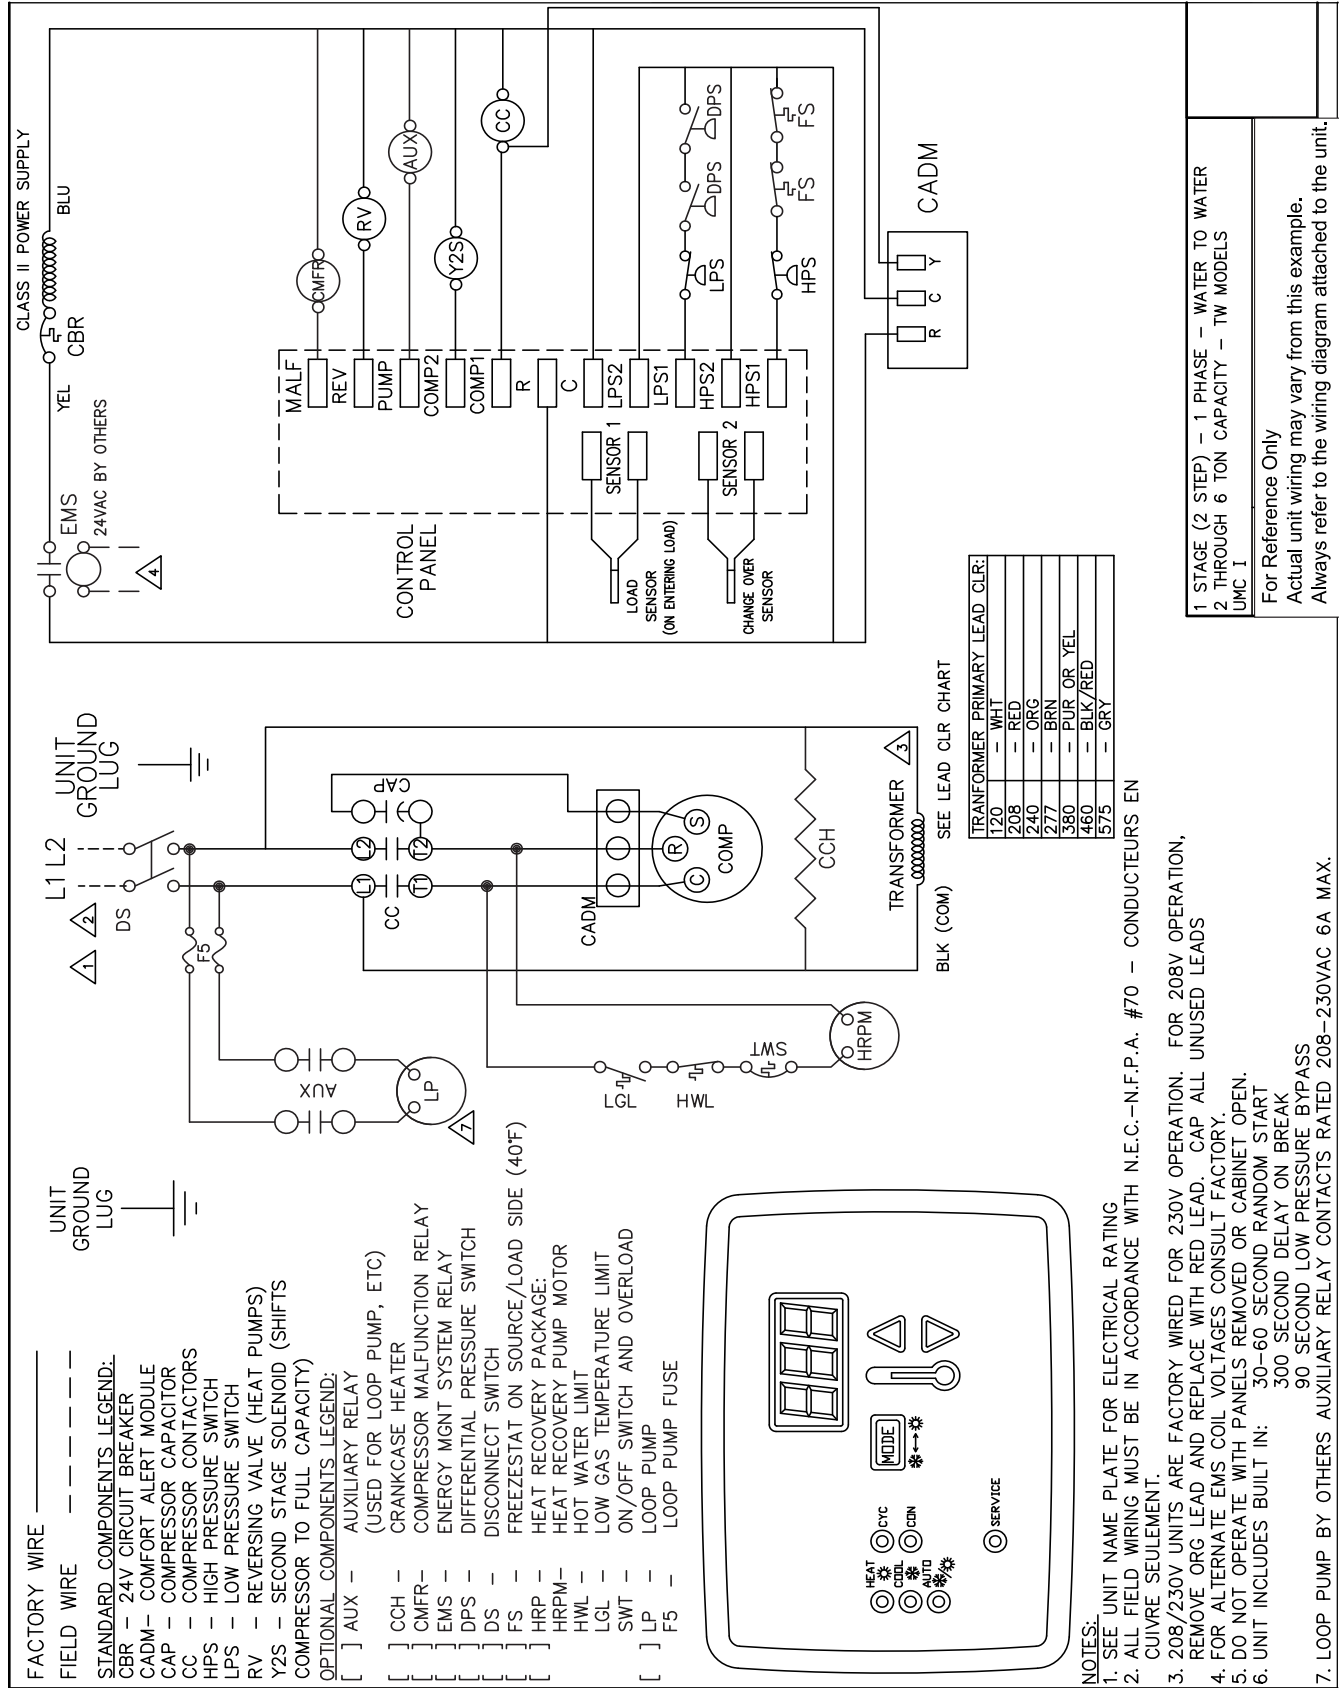 FACTORY WIRE
FIELD WIRE
STANDARD COMPONENTS LEGEND:
CBR – 24V CIRCUIT BREAKER
CADM– COMFORT ALERT MODULE
CAP – COMPRESSOR CAPACITOR
CC – COMPRESSOR CONTACTORS
HPS – HIGH PRESSURE SWITCH
LPS – LOW PRESSURE SWITCH
RV – REVERSING VALVE (HEAT PUMPS)
Y2S – SECOND STAGE SOLENOID (SHIFTS
COMPRESSOR TO FULL CAPACITY)
OPTIONAL COMPONENTS LEGEND:
[ ] AUX – AUXILIARY RELAY
(USED FOR LOOP PUMP, ETC)
[ ] CCH – CRANKCASE HEATER
[ ] CMFR– COMPRESSOR MALFUNCTION RELAY
[ ] EMS – ENERGY MGNT SYSTEM RELAY
[ ] DPS – DIFFERENTIAL PRESSURE SWITCH
[ ] DS – DISCONNECT SWITCH
[ ] FS – FREEZESTAT ON SOURCE/LOAD SIDE (40°F)
[ ] HRP – HEAT RECOVERY PACKAGE:
HRPM– HEAT RECOVERY PUMP MOTOR
HWL – HOT WATER LIMIT
LGL – LOW GAS TEMPERATURE LIMIT
SWT – ON/OFF SWITCH AND OVERLOAD
[ ] LP – LOOP PUMP
F5 – LOOP PUMP FUSE
UNIT
GROUND
LUG
L1 L2
UNIT
GROUND
LUG
1
2
DS
F5
AUX
LP
7
L1
L2
CC
T1
T2
CAP
CADM
C
R
S
COMP
CCH
LGL
HWL
SWT
HRPM
TRANSFORMER
3
BLK (COM)
SEE LEAD CLR CHART
TRANFORMER PRIMARY LEAD CLR:
120 – WHT
208 – RED
240 – ORG
277 – BRN
380 – PUR OR YEL
460 – BLK/RED
575 – GRY
CLASS II POWER SUPPLY
EMS
24VAC BY OTHERS
4
YEL
CBR
BLU
CONTROL
PANEL
MALF
REV
PUMP
COMP2
COMP1
R
C
LPS2
LPS1
HPS2
HPS1
SENSOR 1
SENSOR 2
LOAD
SENSOR
(ON ENTERING LOAD)
CHANGE OVER
SENSOR
CMFR
RV
AUX
Y2S
CC
LPS
DPS
DPS
HPS
FS
FS
R
C
Y
CADM
HEAT
COOL
AUTO
CYC
CON
SERVICE
MODE
NOTES:
1. SEE UNIT NAME PLATE FOR ELECTRICAL RATING
2. ALL FIELD WIRING MUST BE IN ACCORDANCE WITH N.E.C.–N.F.P.A. #70 – CONDUCTEURS EN
CUIVRE SEULEMENT.
3. 208/230V UNITS ARE FACTORY WIRED FOR 230V OPERATION. FOR 208V OPERATION,
REMOVE ORG LEAD AND REPLACE WITH RED LEAD. CAP ALL UNUSED LEADS
4. FOR ALTERNATE EMS COIL VOLTAGES CONSULT FACTORY.
5. DO NOT OPERATE WITH PANELS REMOVED OR CABINET OPEN.
6. UNIT INCLUDES BUILT IN: 30–60 SECOND RANDOM START
300 SECOND DELAY ON BREAK
90 SECOND LOW PRESSURE BYPASS
7. LOOP PUMP BY OTHERS AUXILIARY RELAY CONTACTS RATED 208–230VAC 6A MAX.
1 STAGE (2 STEP) – 1 PHASE – WATER TO WATER
2 THROUGH 6 TON CAPACITY – TW MODELS
UMC I
For Reference Only
Actual unit wiring may vary from this example.
Always refer to the wiring diagram attached to the unit.